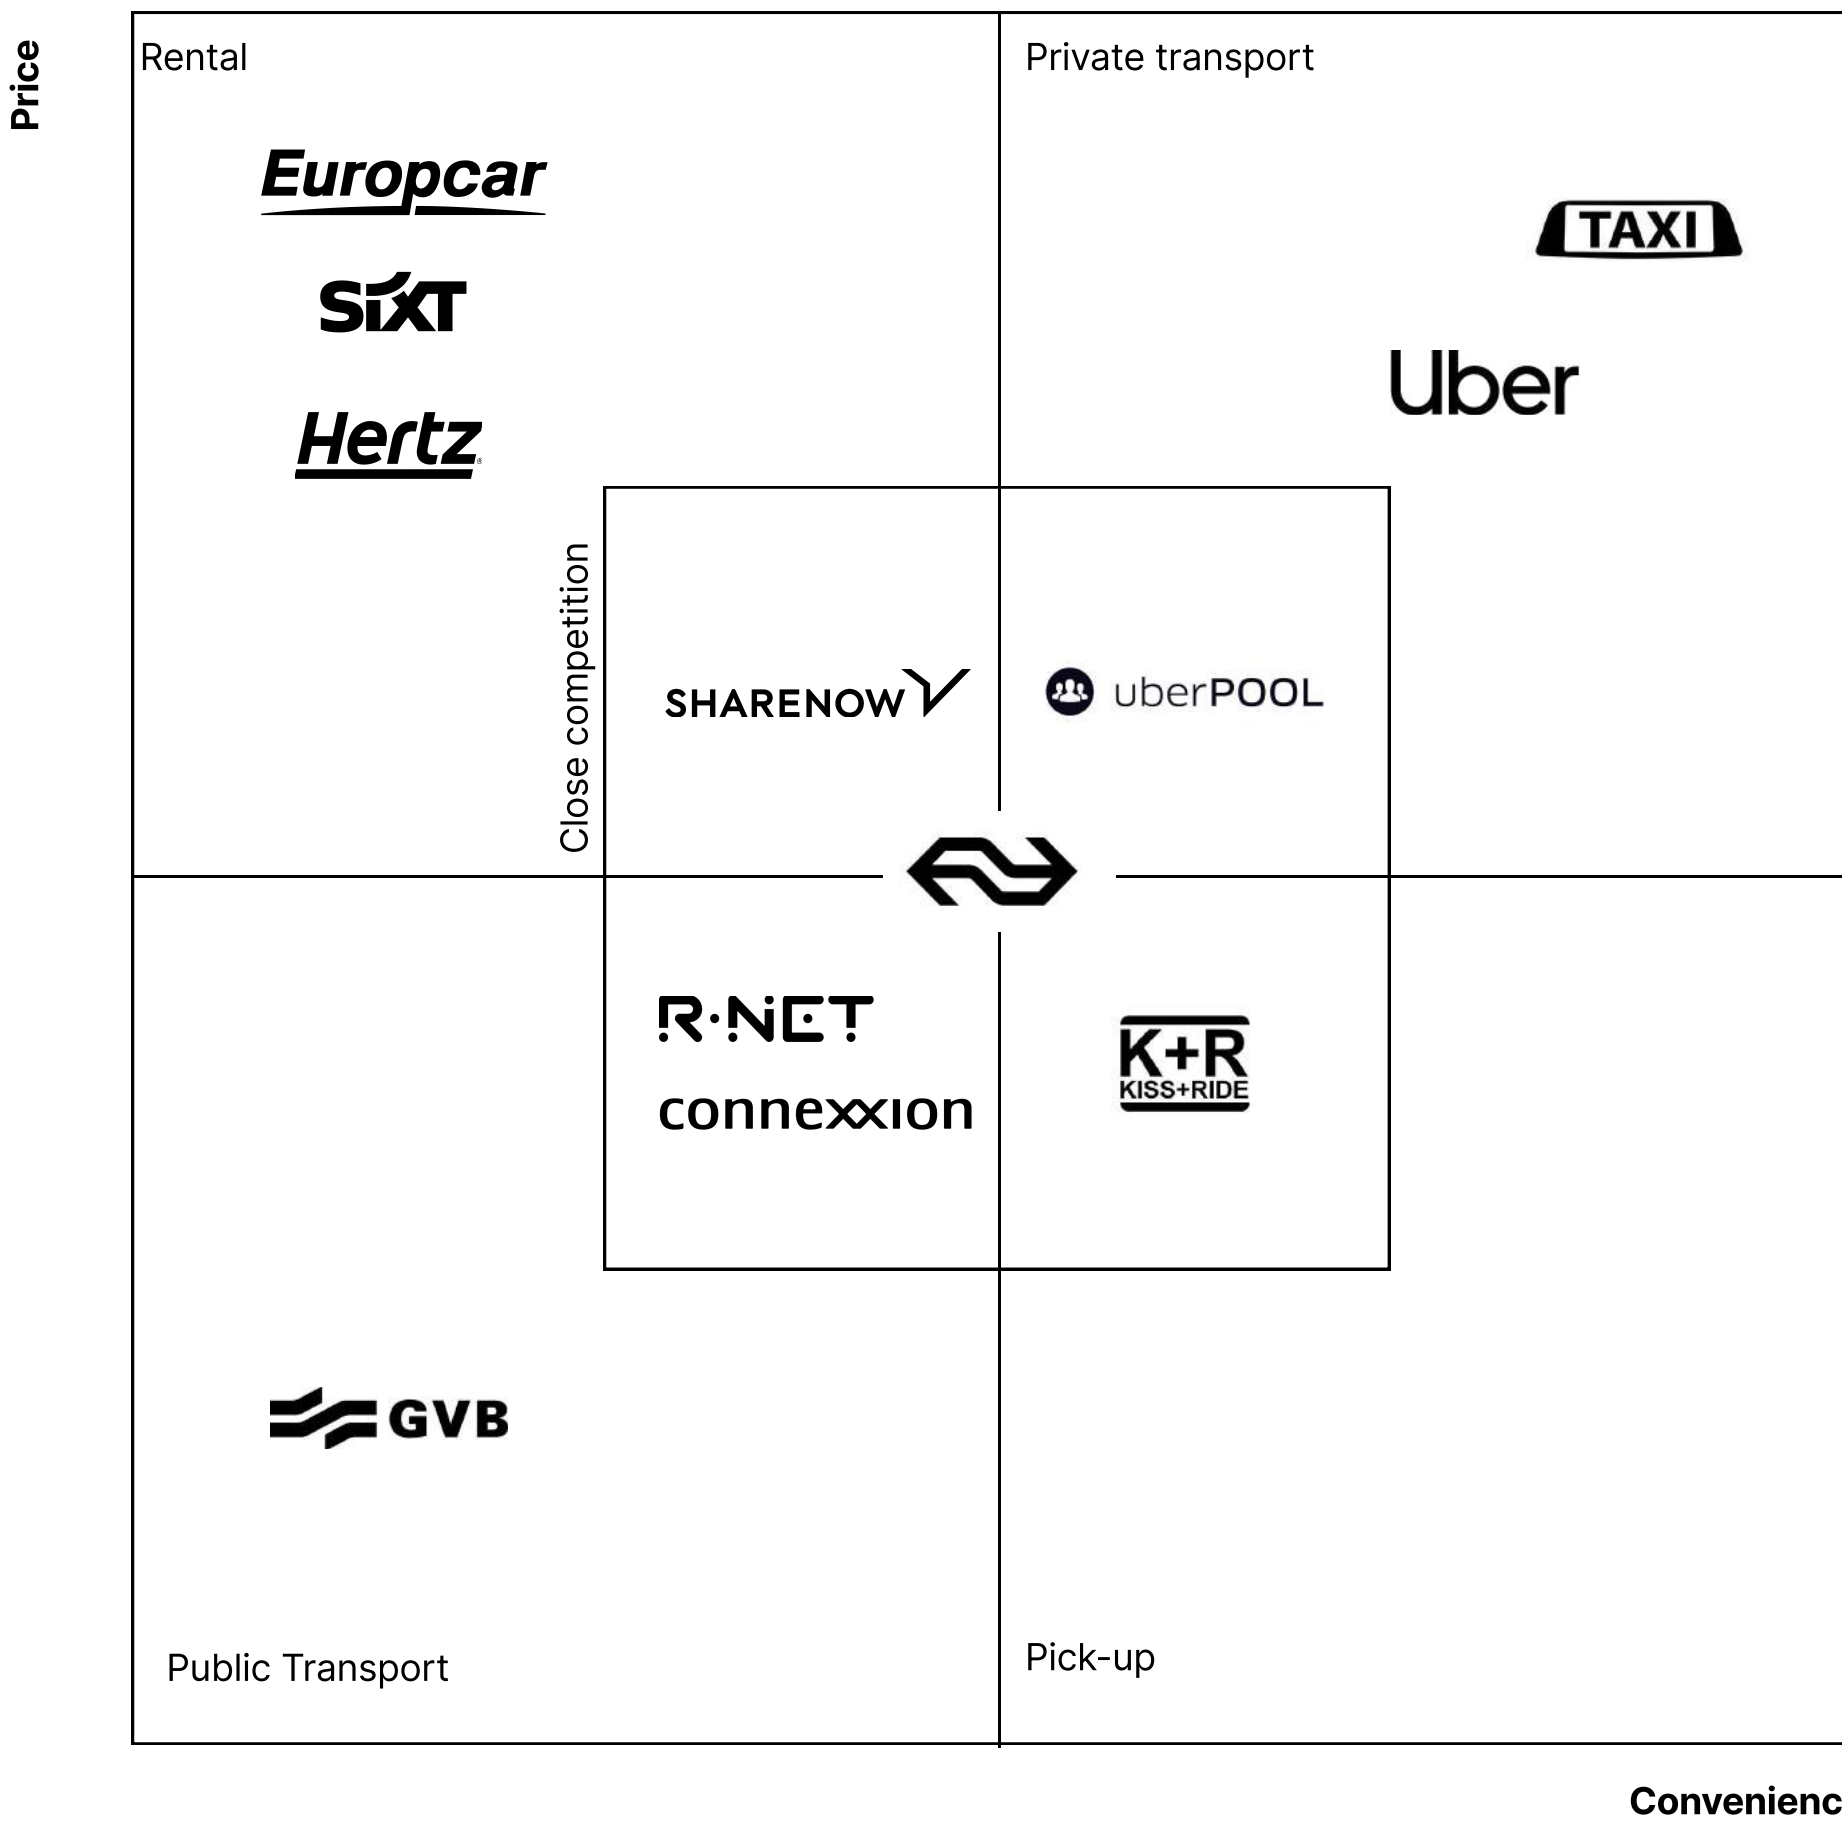 Price
Rental
Private transport
Europcar
TAXI
SIXT
Uber
Hertz
Close competition
SHARENOW
uberPOOL
R·NET
K+R
KISS+RIDE
connexxion
GVB
Public Transport
Pick-up
Convenienc